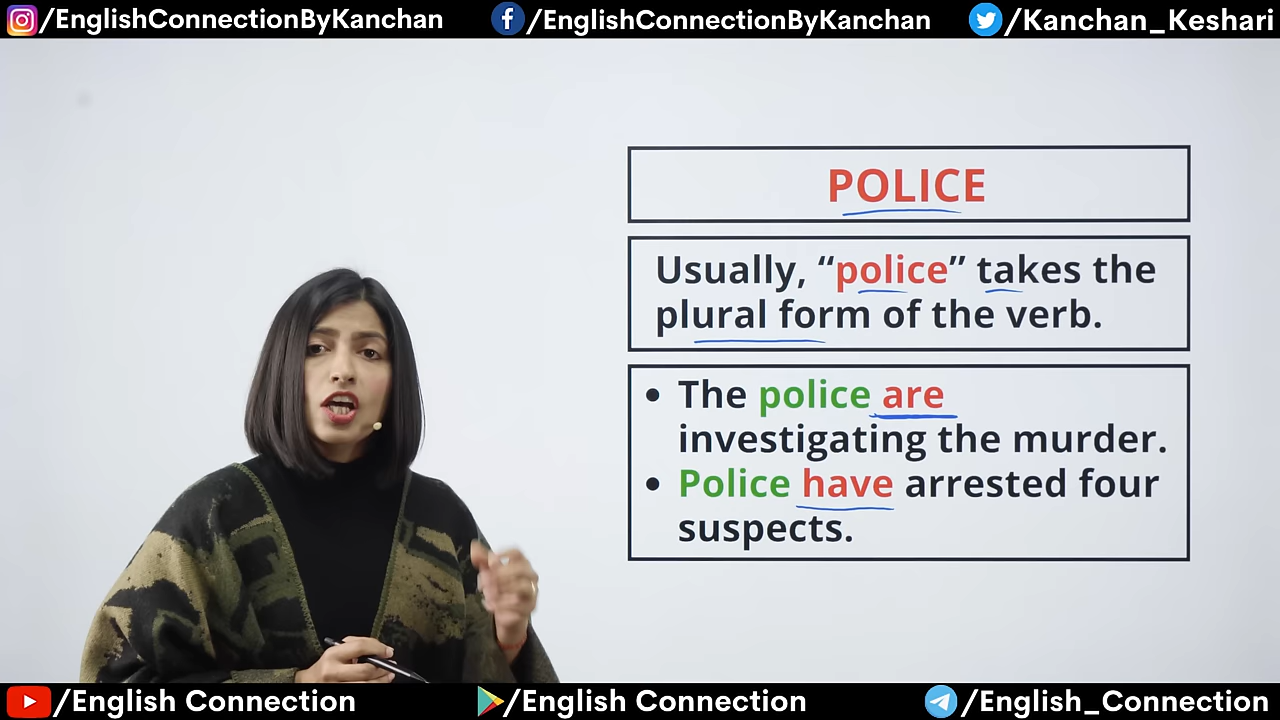 /EnglishConnectionByKanchan /EnglishConnectionByKanchan /Kanchan_Keshari
POLICE
Usually, “police” takes the
plural form of the verb.
• The police are
investigating the murder.
• Police have arrested four
suspects.
/English Connection /English Connection /English_Connection